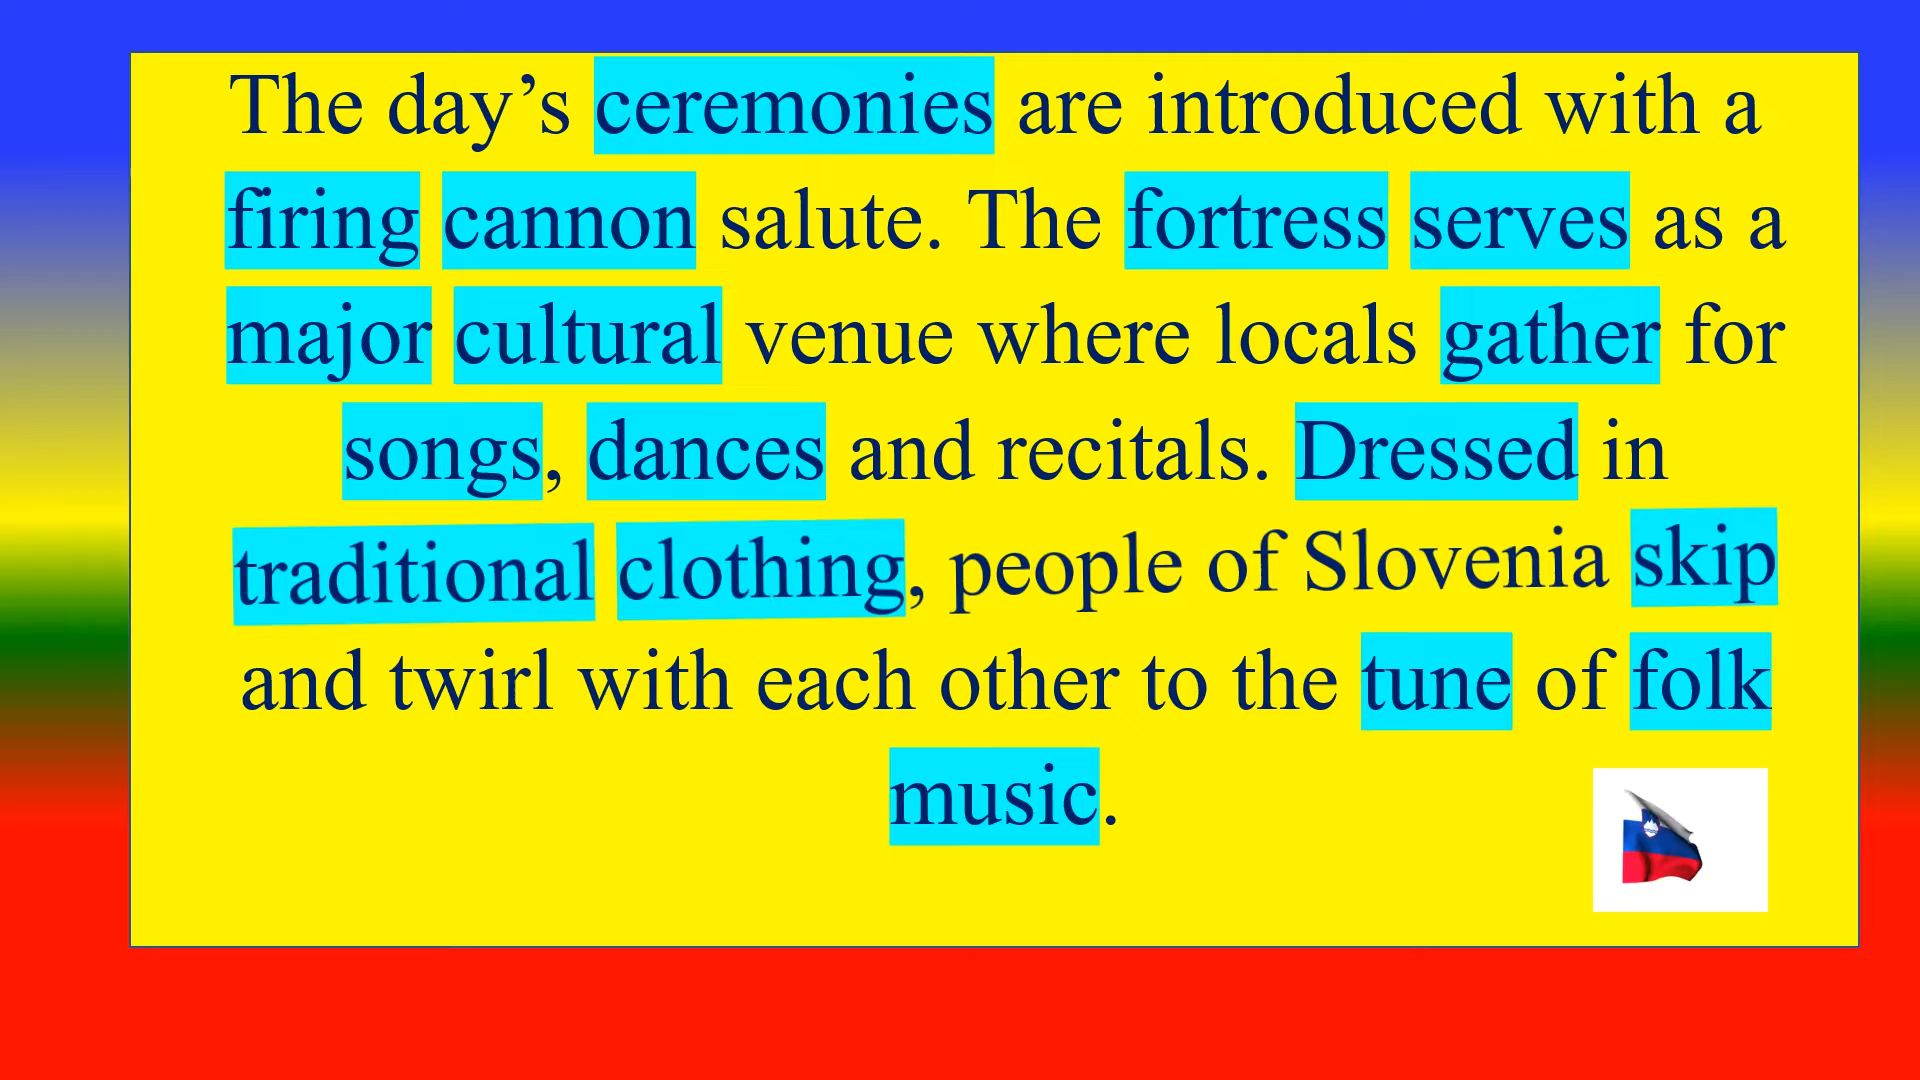 The day’s ceremonies are introduced with a
firing cannon salute. The fortress serves as a
major cultural venue where locals gather for
songs, dances and recitals. Dressed in
traditional clothing, people of Slovenia skip
and twirl with each other to the tune of folk
music.